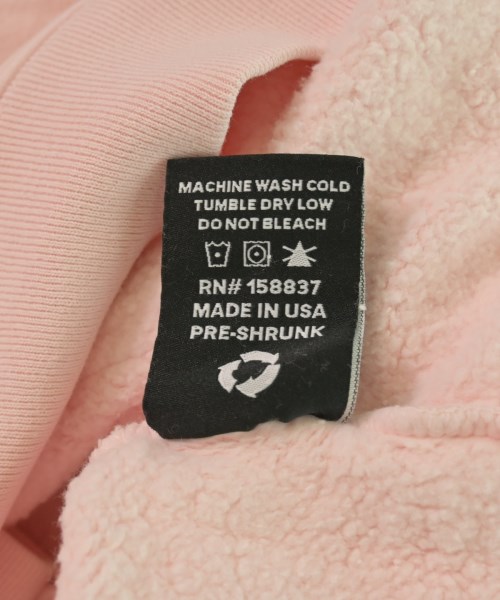 MACHINE WASH COLD
TUMBLE DRY LOW
DO NOT BLEACH
RN# 158837
MADE IN USA
PRE-SHRUNK